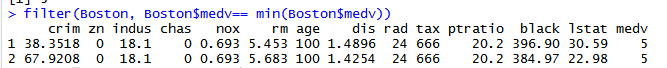 > filter(Boston, Boston$medv== min(Boston$medv))
crim zn indus chas nox rm age dis rad tax ptratio black lstat medv
1 38.3518 0 18.1 0 0.693 5.453 100 1.4896 24 666 20.2 396.90 30.59 5
2 67.9208 0 18.1 0 0.693 5.683 100 1.4254 24 666 20.2 384.97 22.98 5